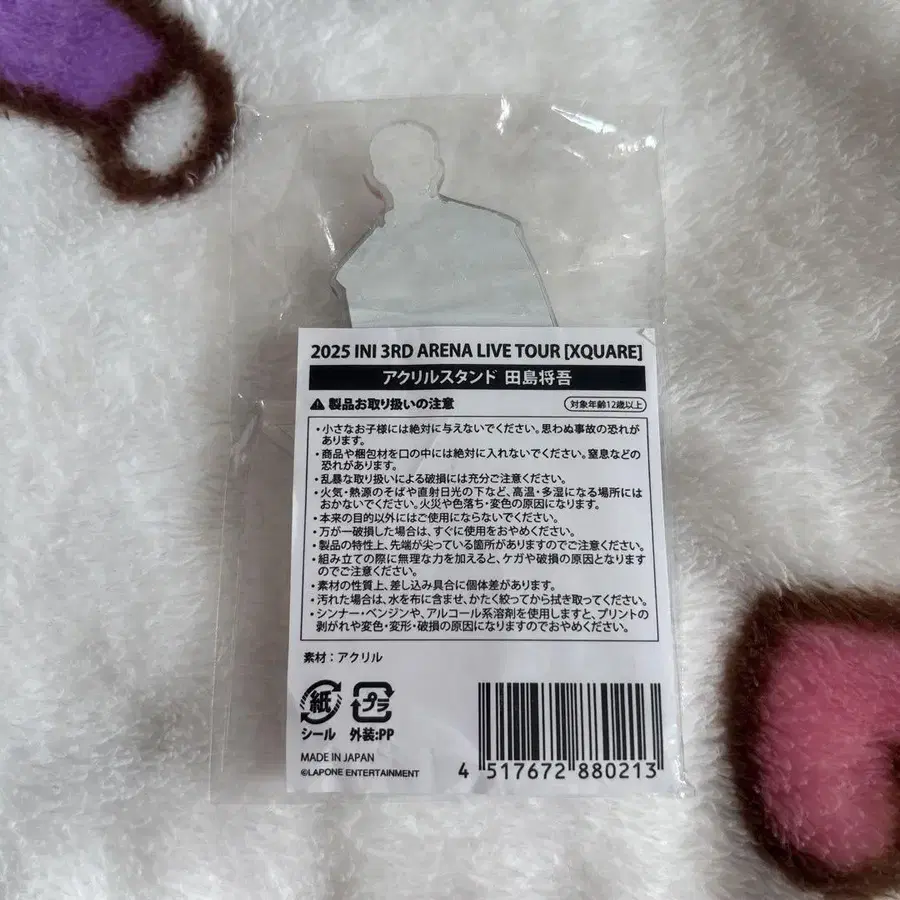 2025 INI 3RD ARENA LIVE TOUR [XQUARE]
アクリルスタンド 田島将吾
製品お取り扱いの注意
対象年齢12歳以上
・小さなお子様には絶対に与えないでください。思わぬ事故の恐れが
あります。
・商品や梱包材を口の中には絶対に入れないでください。窒息などの
恐れがあります。
・乱暴な取り扱いによる破損には充分ご注意ください。
・火気・熱源のそばや直射日光の下など、高温・多湿になる場所には
おかないでください。火災や色落ち・変色の原因になります。
・本来の目的以外にはご使用にならないでください。
・万が一破損した場合は、すぐに使用をおやめください。
・製品の特性上、先端が尖っている箇所がありますのでご注意ください。
・組み立ての際に無理な力を加えると、ケガや破損の原因となります
のでご注意ください。
・素材の性質上、差し込み具合に個体差があります。
・汚れた場合は、水を布に含ませ、かたく絞ってから拭き取ってください。
・シンナー・ベンジンや、アルコール系溶剤を使用しますと、プリントの
剥がれや変色・変形・破損の原因になりますのでおやめください。
素材：アクリル
紙 プラ
シール 外装:PP
MADE IN JAPAN
©LAPONE ENTERTAINMENT
4 517672 880213